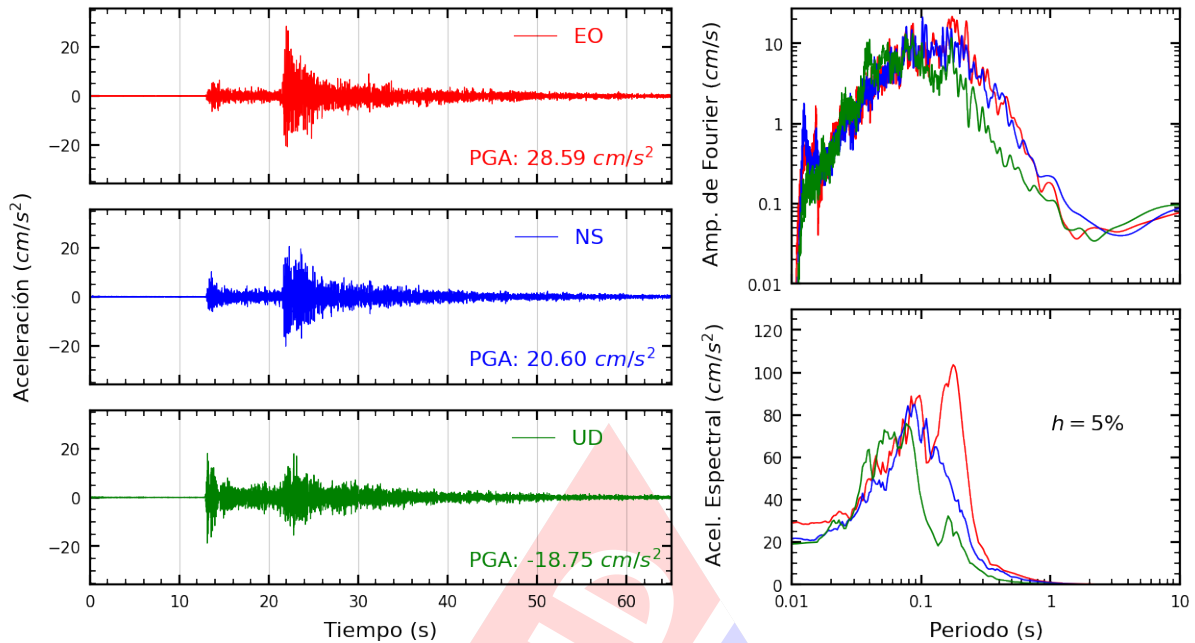 Aceleración (cm/s²)
20
0
−20
EO
PGA: 28.59 cm/s²
20
0
−20
NS
PGA: 20.60 cm/s²
20
0
−20
UD
PGA: -18.75 cm/s²
0 10 20 30 40 50 60
Tiempo (s)
Amp. de Fourier (cm/s)
10
1
0.1
0.01
Acel. Espectral (cm/s²)
120
100
80
60
40
20
0
h = 5%
0.01 0.1 1 10
Periodo (s)